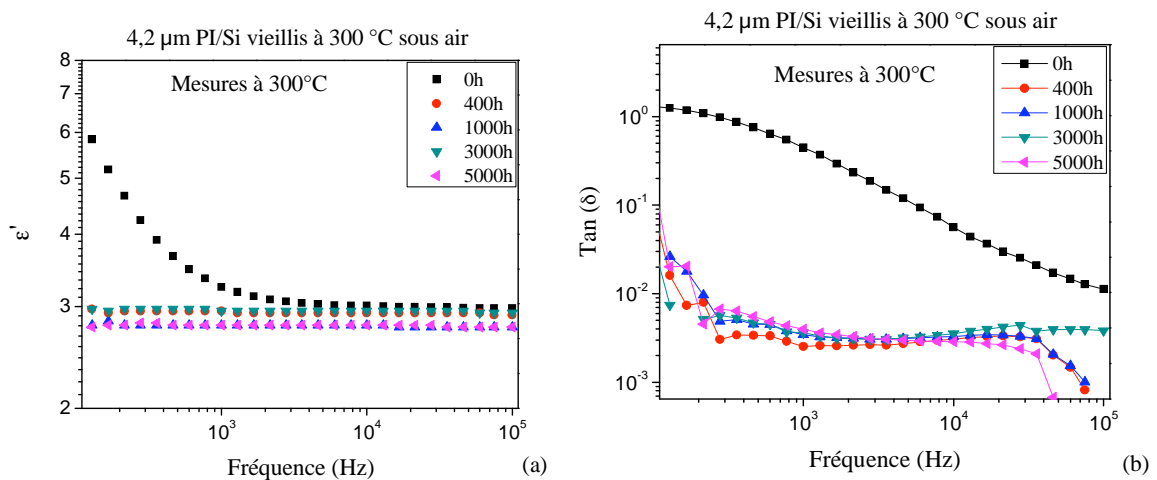 4,2 µm PI/Si vieillis à 300 °C sous air
Mesures à 300°C
0h
400h
1000h
3000h
5000h
8
7
6
5
4
3
2
ε'
10³
10⁴
10⁵
Fréquence (Hz)
(a)
4,2 µm PI/Si vieillis à 300 °C sous air
Mesures à 300°C
0h
400h
1000h
3000h
5000h
10⁰
10⁻¹
10⁻²
10⁻³
Tan (δ)
10³
10⁴
10⁵
Fréquence (Hz)
(b)